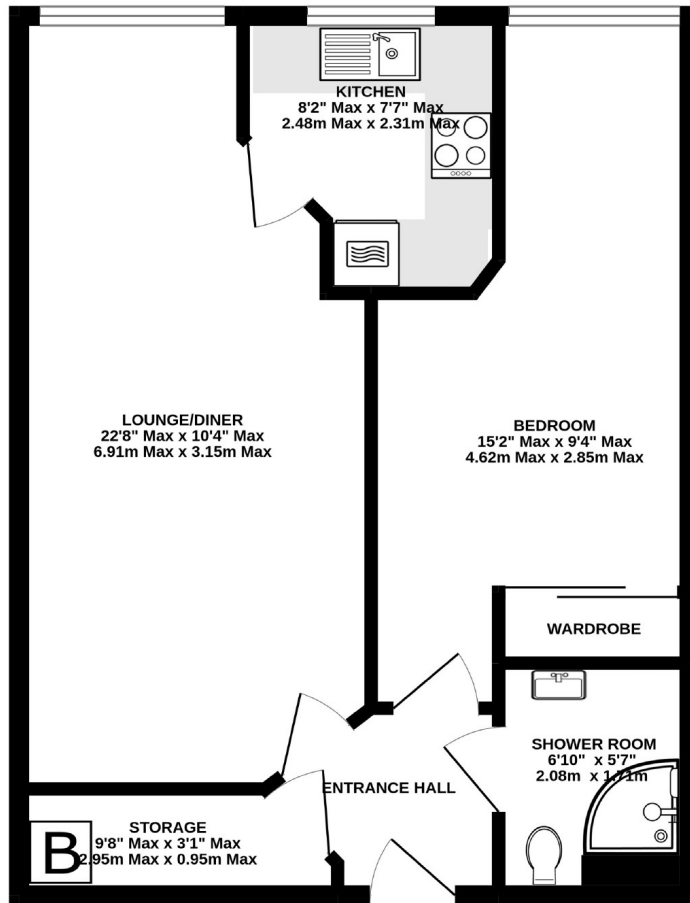 KITCHEN
8'2" Max x 7'7" Max
2.48m Max x 2.31m Max
LOUNGE/DINER
22'8" Max x 10'4" Max
6.91m Max x 3.15m Max
BEDROOM
15'2" Max x 9'4" Max
4.62m Max x 2.85m Max
WARDROBE
SHOWER ROOM
6'10" x 5'7"
2.08m x 1.71m
ENTRANCE HALL
STORAGE
9'8" Max x 3'1" Max
2.95m Max x 0.95m Max
B